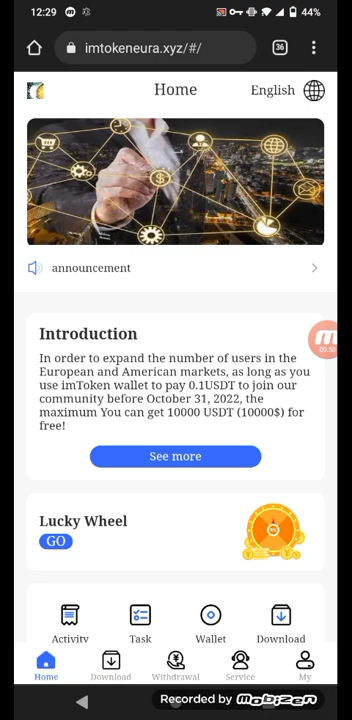 12:29
44%
imtokeneura.xyz/#/
36
Home
English
announcement
Introduction
In order to expand the number of users in the
European and American markets, as long as you
use imToken wallet to pay 0.1USDT to join our
community before October 31, 2022, the
maximum You can get 10000 USDT (10000$) for
free!
00:50
See more
Lucky Wheel
GO
Activity
Task
Wallet
Download
Home
Download
Withdrawal
Service
My
Recorded by MOBIZEN